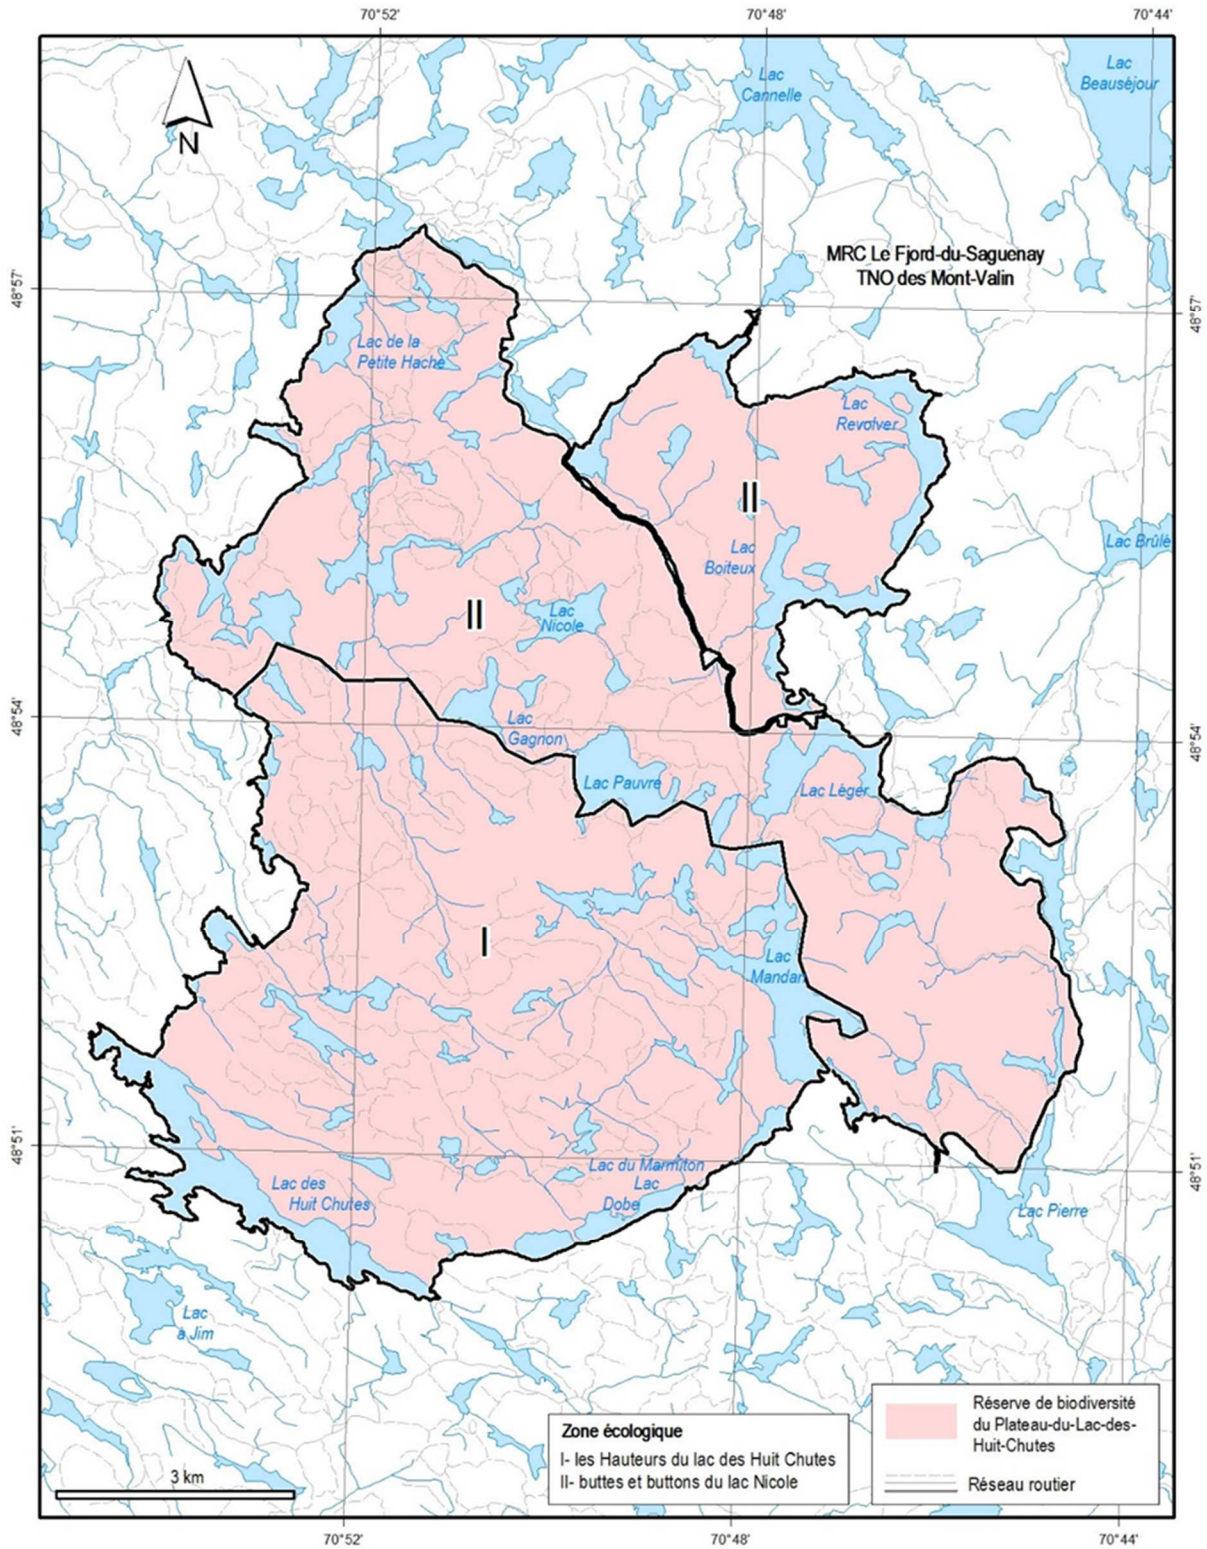 70°52'
70°48'
70°44'
Lac
Cannelle
Lac
Beauséjour
N
MRC Le Fjord-du-Saguenay
TNO des Mont-Valin
48°57'
48°57'
Lac de la
Petite Hache
Lac
Revolver
II
Lac Brûlé
Lac
Boiteux
II
Lac
Nicole
48°54'
48°54'
Lac
Gagnon
Lac Pauvre
Lac Léger
I
Lac
Mandan
48°51'
48°51'
Lac du Marmiton
Lac
Dobe
Lac des
Huit Chutes
Lac Pierre
Lac
à Jim
Zone écologique
I- les Hauteurs du lac des Huit Chutes
II- buttes et buttons du lac Nicole
Réserve de biodiversité
du Plateau-du-Lac-des-
Huit-Chutes
Réseau routier
3 km
70°52'
70°48'
70°44'